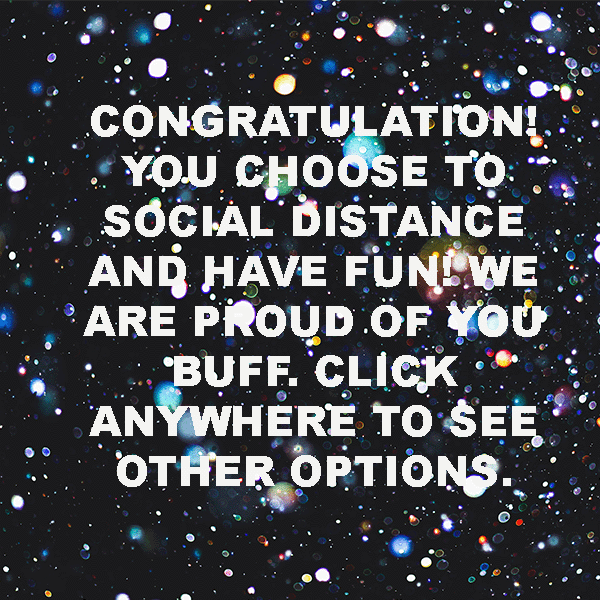 CONGRATULATION!
YOU CHOOSE TO
SOCIAL DISTANCE
AND HAVE FUN! WE
ARE PROUD OF YOU
BUFF. CLICK
ANYWHERE TO SEE
OTHER OPTIONS.